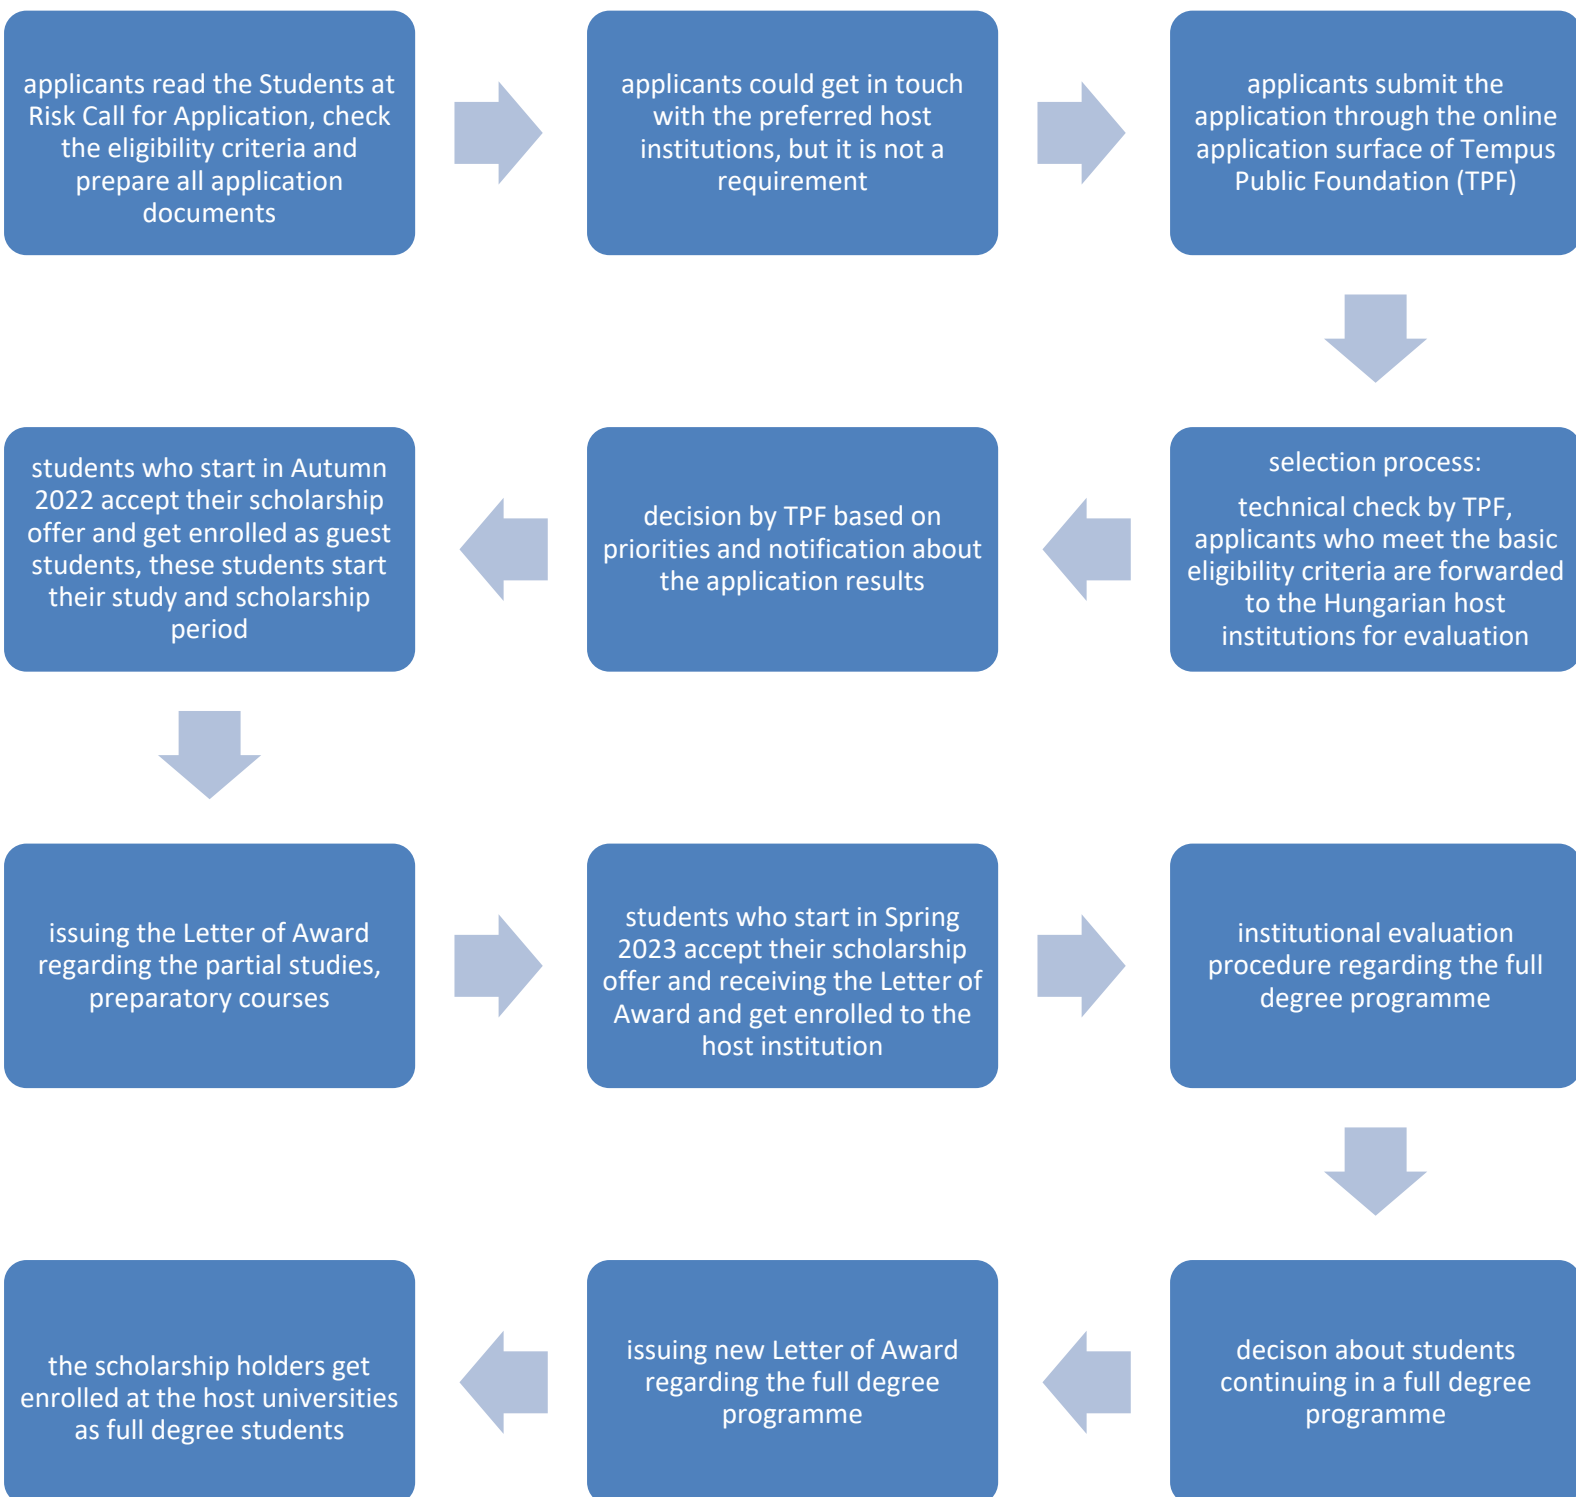 applicants read the Students at
Risk Call for Application, check
the eligibility criteria and
prepare all application
documents
applicants could get in touch
with the preferred host
institutions, but it is not a
requirement
applicants submit the
application through the online
application surface of Tempus
Public Foundation (TPF)
selection process:
technical check by TPF,
applicants who meet the basic
eligibility criteria are forwarded
to the Hungarian host
institutions for evaluation
decision by TPF based on
priorities and notification about
the application results
students who start in Autumn
2022 accept their scholarship
offer and get enrolled as guest
students, these students start
their study and scholarship
period
issuing the Letter of Award
regarding the partial studies,
preparatory courses
students who start in Spring
2023 accept their scholarship
offer and receiving the Letter of
Award and get enrolled to the
host institution
institutional evaluation
procedure regarding the full
degree programme
decison about students
continuing in a full degree
programme
issuing new Letter of Award
regarding the full degree
programme
the scholarship holders get
enrolled at the host universities
as full degree students